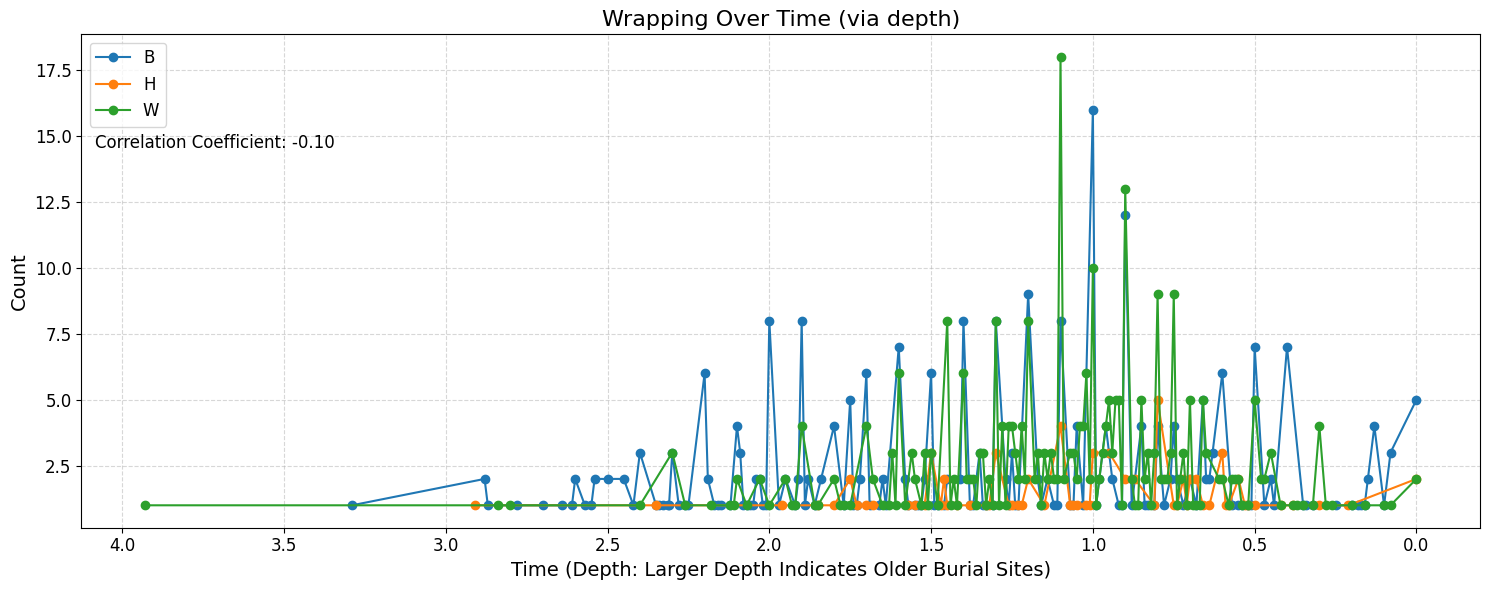 Wrapping Over Time (via depth)
B
H
W
Correlation Coefficient: -0.10
17.5
15.0
12.5
10.0
7.5
5.0
2.5
Count
4.0 3.5 3.0 2.5 2.0 1.5 1.0 0.5 0.0
Time (Depth: Larger Depth Indicates Older Burial Sites)